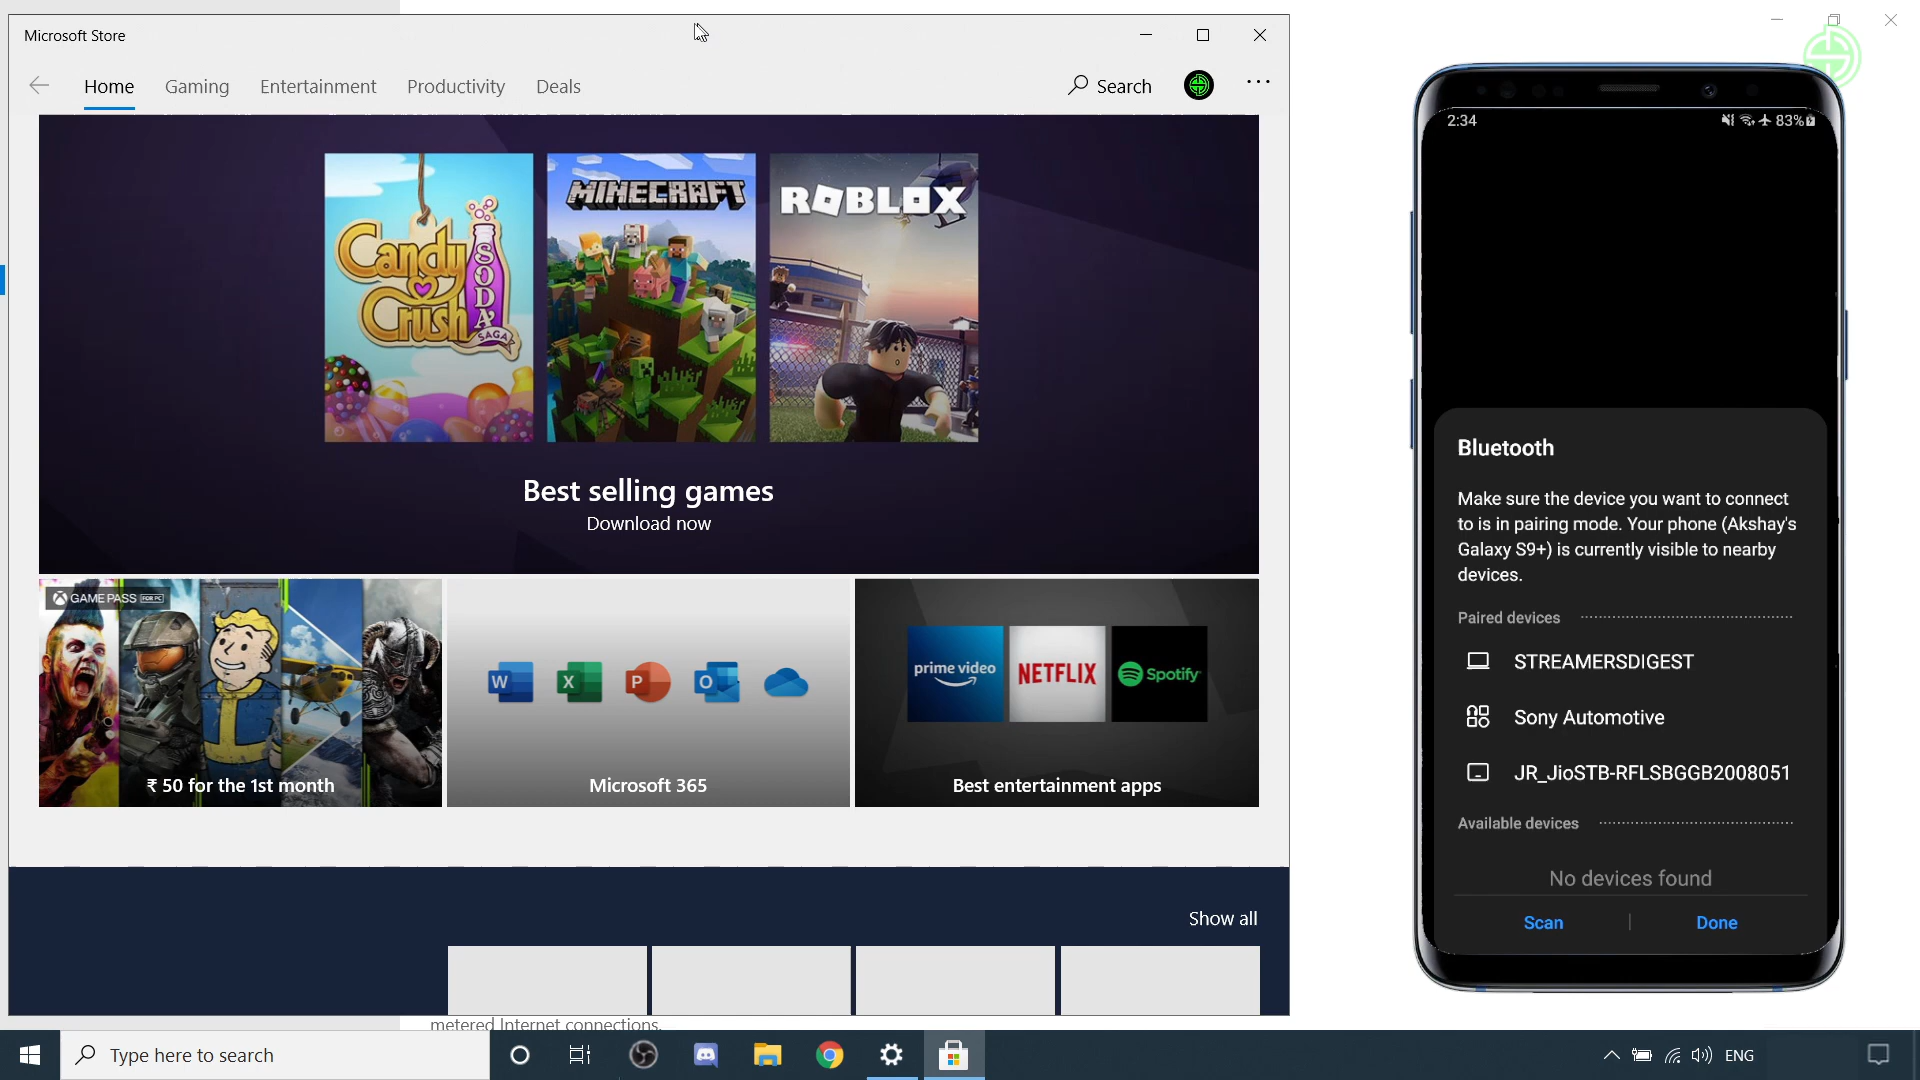 Microsoft Store
Home Gaming Entertainment Productivity Deals Search
Candy Crush SODA SAGA
MINECRAFT
ROBLOX
Best selling games
Download now
GAME PASS FOR PC
₹ 50 for the 1st month
W X P O
Microsoft 365
prime video NETFLIX Spotify
Best entertainment apps
Show all
metered Internet connections.
Type here to search
ENG
2:34
83%
Bluetooth
Make sure the device you want to connect
to is in pairing mode. Your phone (Akshay's
Galaxy S9+) is currently visible to nearby
devices.
Paired devices
STREAMERSDIGEST
Sony Automotive
JR_JioSTB-RFLSBGGB2008051
Available devices
No devices found
Scan | Done